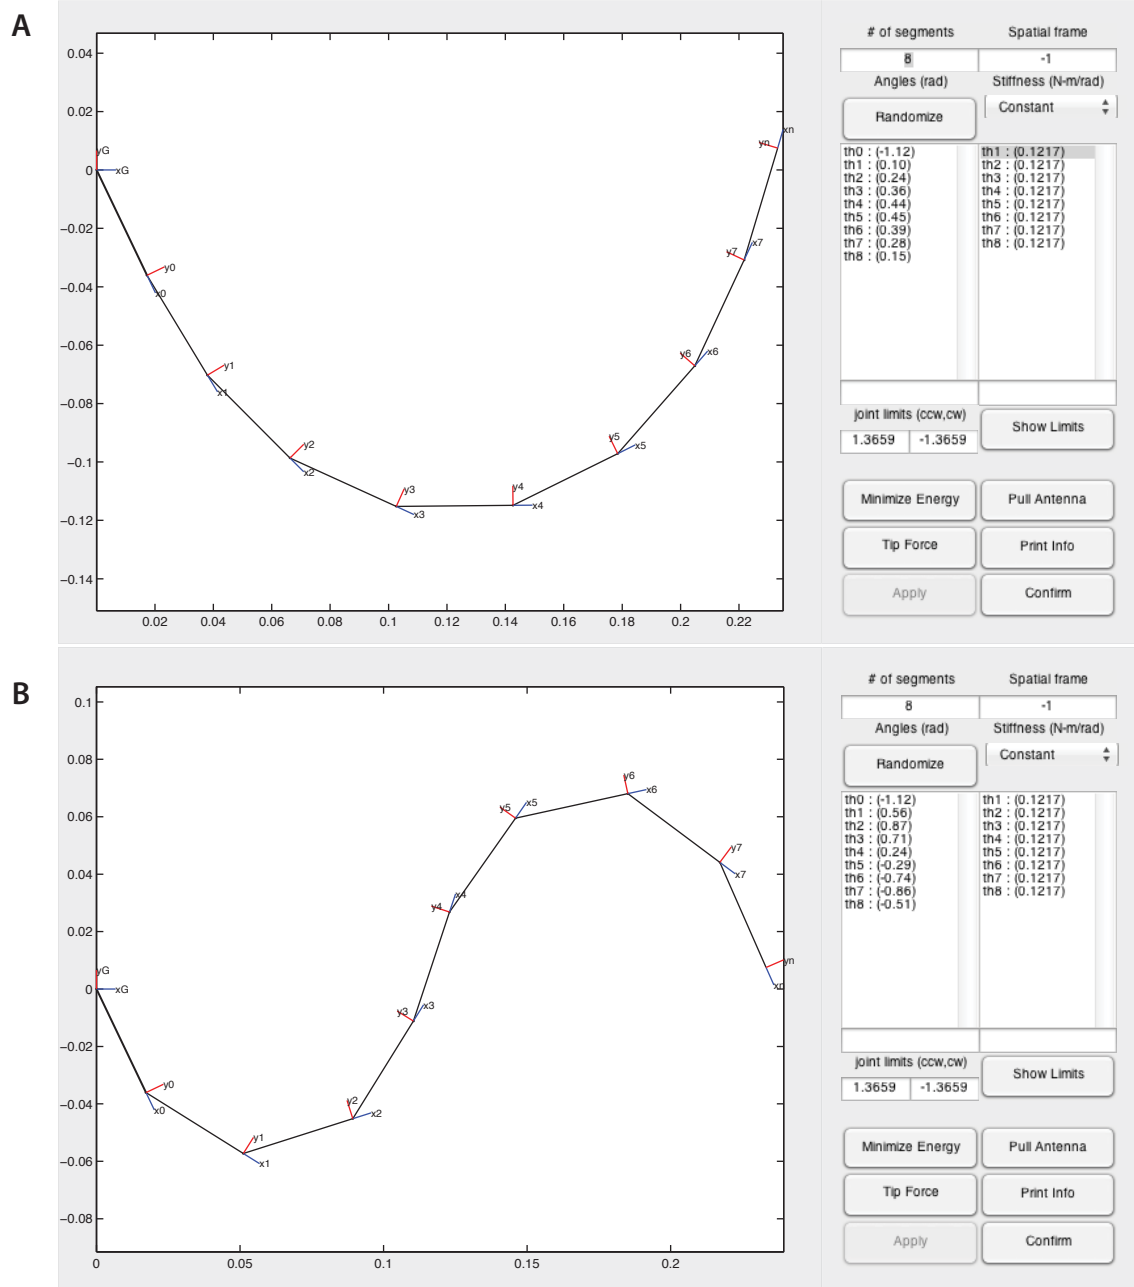 A
0.04
0.02
0
−0.02
−0.04
−0.06
−0.08
−0.1
−0.12
−0.14
0.02 0.04 0.06 0.08 0.1 0.12 0.14 0.16 0.18 0.2 0.22
yG
xG
y0
x0
y1
x1
y2
x2
y3
x3
y4
x4
y5
x5
y6
x6
y7
x7
yn
xn
# of segments Spatial frame
8 -1
Angles (rad) Stiffness (N-m/rad)
Randomize Constant
th0 : (-1.12) th1 : (0.1217)
th1 : (0.10) th2 : (0.1217)
th2 : (0.24) th3 : (0.1217)
th3 : (0.36) th4 : (0.1217)
th4 : (0.44) th5 : (0.1217)
th5 : (0.45) th6 : (0.1217)
th6 : (0.39) th7 : (0.1217)
th7 : (0.28) th8 : (0.1217)
th8 : (0.15)
joint limits (ccw,cw) Show Limits
1.3659 -1.3659
Minimize Energy Pull Antenna
Tip Force Print Info
Apply Confirm
B
0.1
0.08
0.06
0.04
0.02
0
−0.02
−0.04
−0.06
−0.08
0 0.05 0.1 0.15 0.2
yG
xG
y0
x0
y1
x1
y2
x2
y3
x3
y4
x4
y5
x5
y6
x6
y7
x7
yn
xn
# of segments Spatial frame
8 -1
Angles (rad) Stiffness (N-m/rad)
Randomize Constant
th0 : (-1.12) th1 : (0.1217)
th1 : (0.56) th2 : (0.1217)
th2 : (0.87) th3 : (0.1217)
th3 : (0.71) th4 : (0.1217)
th4 : (0.24) th5 : (0.1217)
th5 : (-0.29) th6 : (0.1217)
th6 : (-0.74) th7 : (0.1217)
th7 : (-0.86) th8 : (0.1217)
th8 : (-0.51)
joint limits (ccw,cw) Show Limits
1.3659 -1.3659
Minimize Energy Pull Antenna
Tip Force Print Info
Apply Confirm